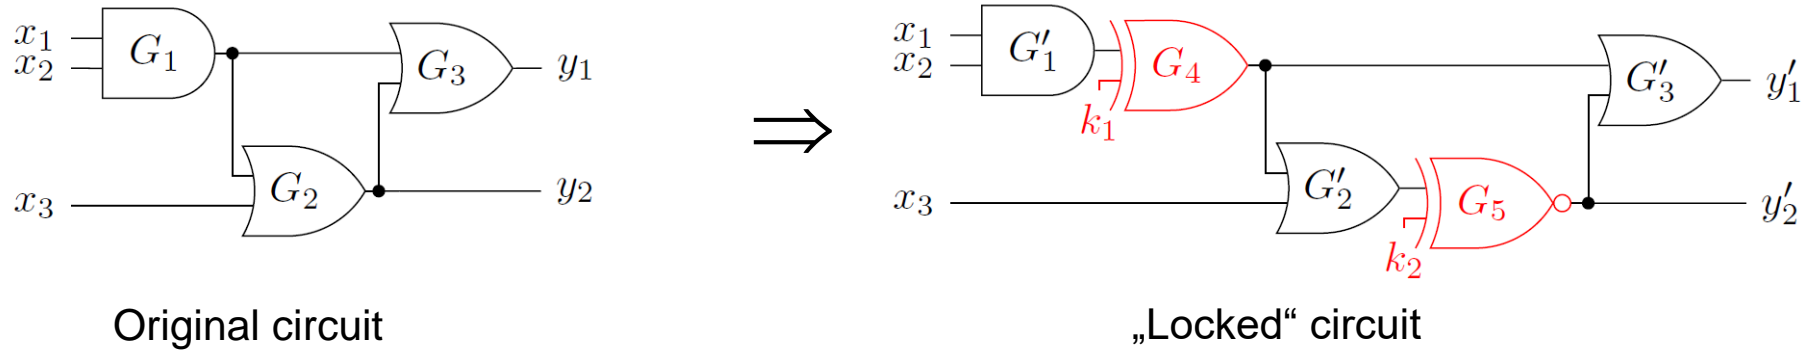 x₁
x₂
G₁
G₃
y₁
x₃
G₂
y₂
⇒
x₁
x₂
G′₁
G₄
k₁
G′₃
y′₁
x₃
G′₂
G₅
k₂
y′₂
Original circuit
„Locked“ circuit